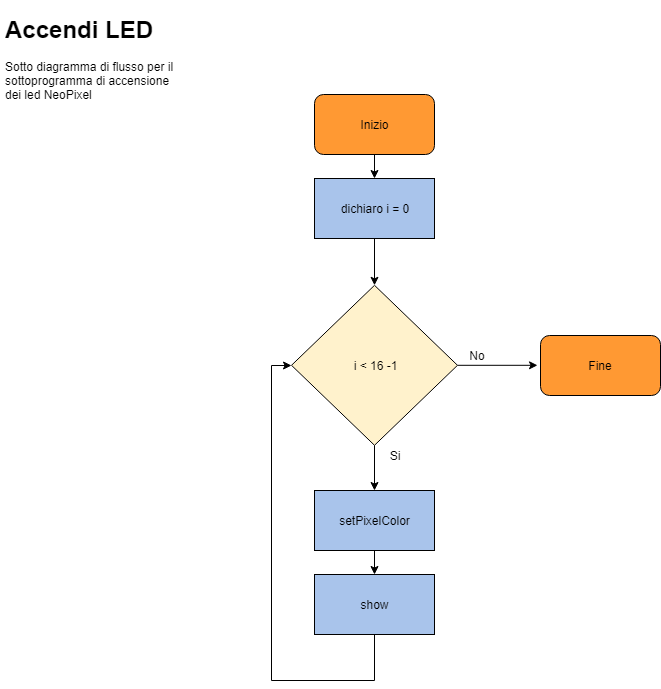 Accendi LED
Sotto diagramma di flusso per il
sottoprogramma di accensione
dei led NeoPixel
Inizio
dichiaro i = 0
i < 16 -1
No
Fine
Si
setPixelColor
show